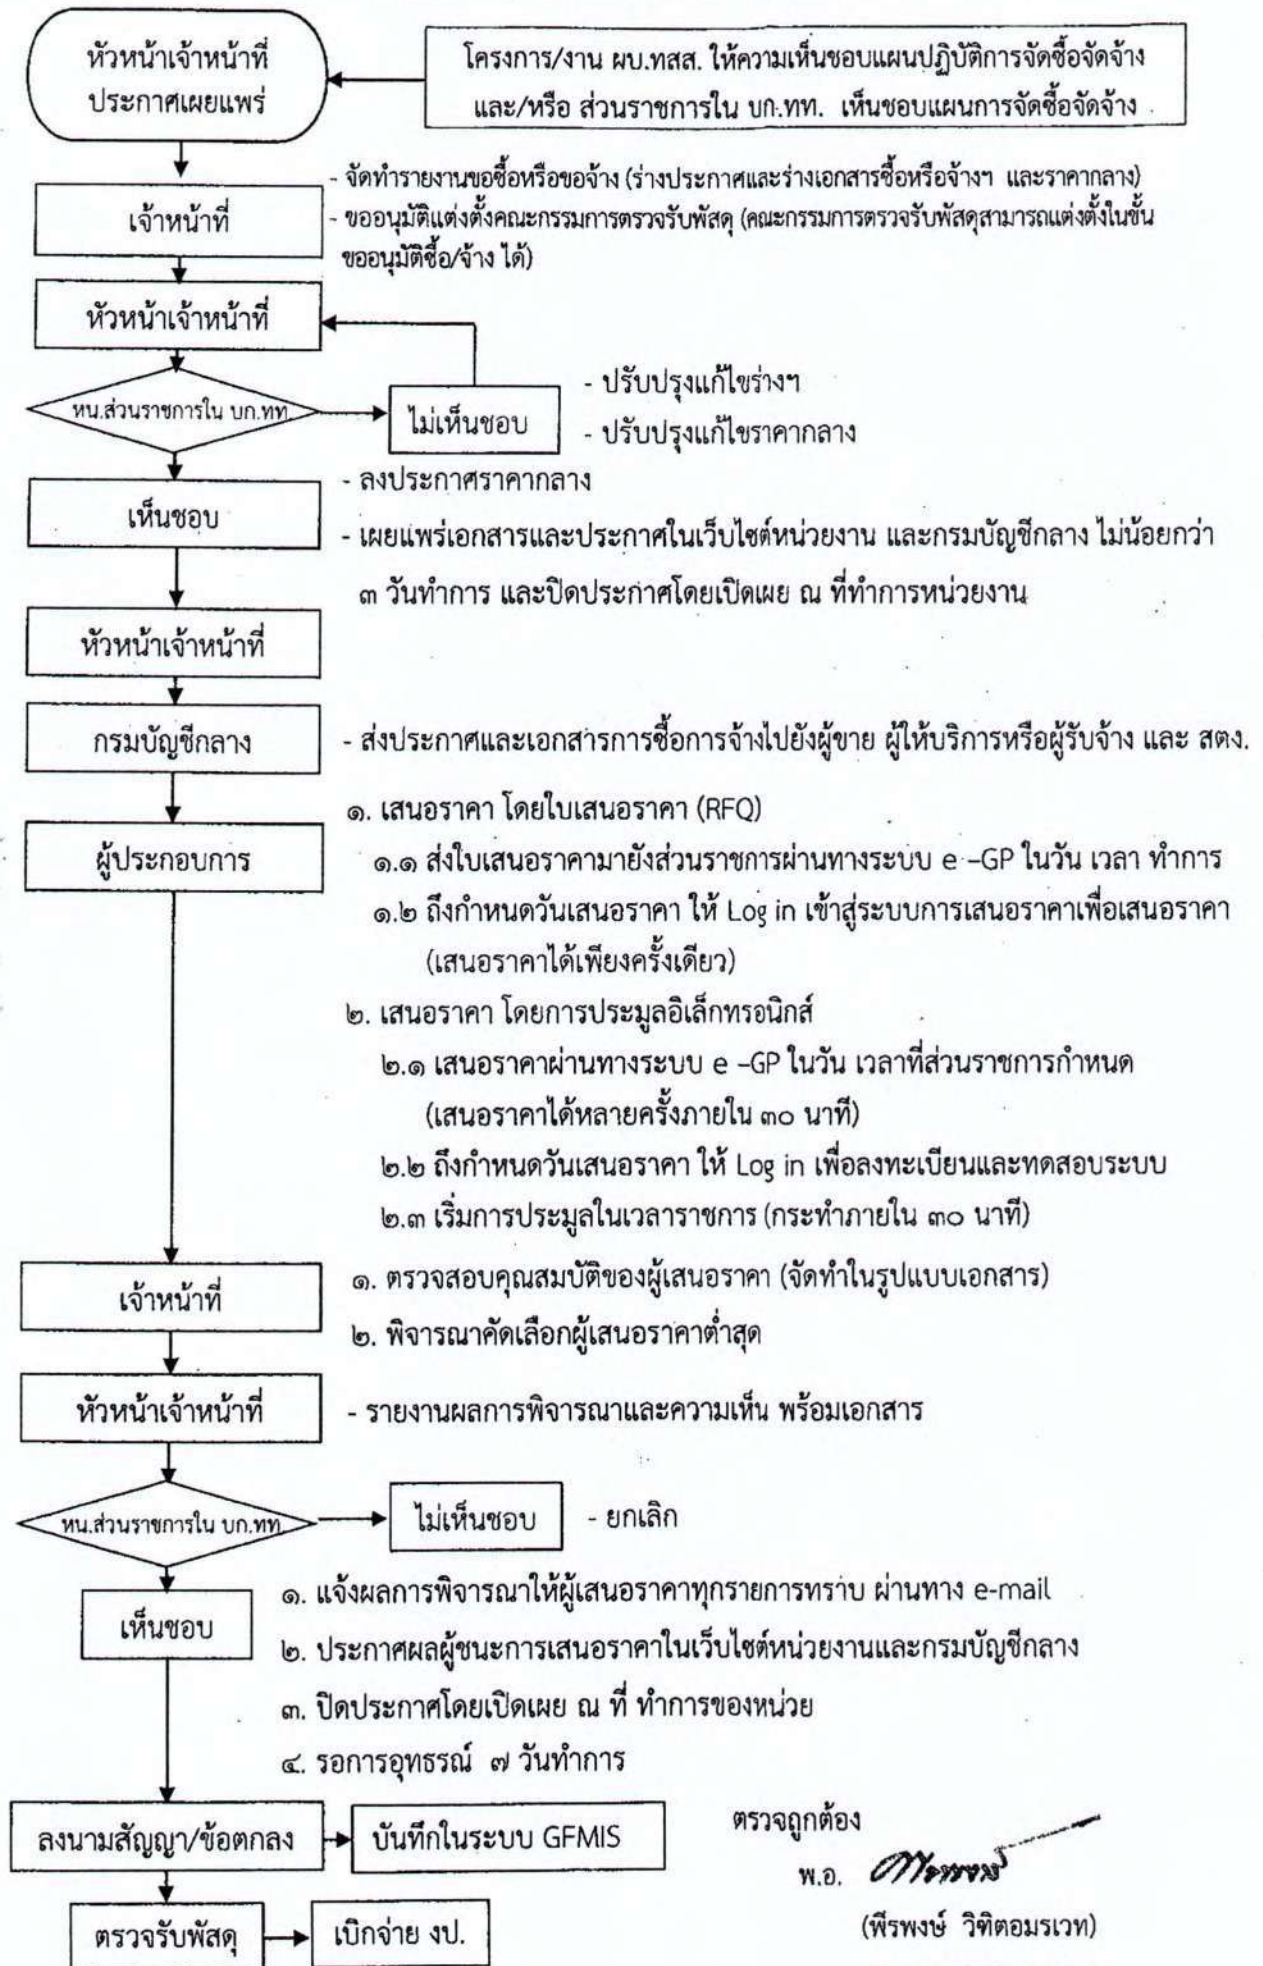 หัวหน้าเจ้าหน้าที่
ประกาศเผยแพร่
โครงการ/งาน ผบ.ทสส. ให้ความเห็นชอบแผนปฏิบัติการจัดซื้อจัดจ้าง
และ/หรือ ส่วนราชการใน บก.ทท. เห็นชอบแผนการจัดซื้อจัดจ้าง
เจ้าหน้าที่
- จัดทำรายงานขอซื้อหรือขอจ้าง (ร่างประกาศและร่างเอกสารซื้อหรือจ้างฯ และราคากลาง)
- ขออนุมัติแต่งตั้งคณะกรรมการตรวจรับพัสดุ (คณะกรรมการตรวจรับพัสดุสามารถแต่งตั้งในขั้น
ขออนุมัติซื้อ/จ้าง ได้)
หัวหน้าเจ้าหน้าที่
หน.ส่วนราชการใน บก.ทท.
ไม่เห็นชอบ
- ปรับปรุงแก้ไขร่างฯ
- ปรับปรุงแก้ไขราคากลาง
เห็นชอบ
- ลงประกาศราคากลาง
- เผยแพร่เอกสารและประกาศในเว็บไซต์หน่วยงาน และกรมบัญชีกลาง ไม่น้อยกว่า
๓ วันทำการ และปิดประกาศโดยเปิดเผย ณ ที่ทำการหน่วยงาน
หัวหน้าเจ้าหน้าที่
กรมบัญชีกลาง
- ส่งประกาศและเอกสารการซื้อการจ้างไปยังผู้ขาย ผู้ให้บริการหรือผู้รับจ้าง และ สตง.
ผู้ประกอบการ
๑. เสนอราคา โดยใบเสนอราคา (RFQ)
๑.๑ ส่งใบเสนอราคามายังส่วนราชการผ่านทางระบบ e –GP ในวัน เวลา ทำการ
๑.๒ ถึงกำหนดวันเสนอราคา ให้ Log in เข้าสู่ระบบการเสนอราคาเพื่อเสนอราคา
(เสนอราคาได้เพียงครั้งเดียว)
๒. เสนอราคา โดยการประมูลอิเล็กทรอนิกส์
๒.๑ เสนอราคาผ่านทางระบบ e –GP ในวัน เวลาที่ส่วนราชการกำหนด
(เสนอราคาได้หลายครั้งภายใน ๓๐ นาที)
๒.๒ ถึงกำหนดวันเสนอราคา ให้ Log in เพื่อลงทะเบียนและทดสอบระบบ
๒.๓ เริ่มการประมูลในเวลาราชการ (กระทำภายใน ๓๐ นาที)
เจ้าหน้าที่
๑. ตรวจสอบคุณสมบัติของผู้เสนอราคา (จัดทำในรูปแบบเอกสาร)
๒. พิจารณาคัดเลือกผู้เสนอราคาต่ำสุด
หัวหน้าเจ้าหน้าที่
- รายงานผลการพิจารณาและความเห็น พร้อมเอกสาร
หน.ส่วนราชการใน บก.ทท.
ไม่เห็นชอบ
- ยกเลิก
เห็นชอบ
๑. แจ้งผลการพิจารณาให้ผู้เสนอราคาทุกรายการทราบ ผ่านทาง e-mail
๒. ประกาศผลผู้ชนะการเสนอราคาในเว็บไซต์หน่วยงานและกรมบัญชีกลาง
๓. ปิดประกาศโดยเปิดเผย ณ ที่ ทำการของหน่วย
๔. รอการอุทธรณ์ ๗ วันทำการ
ลงนามสัญญา/ข้อตกลง
บันทึกในระบบ GFMIS
ตรวจรับพัสดุ
เบิกจ่าย งป.
ตรวจถูกต้อง
พ.อ.
(พีรพงษ์ วิฑิตอมรเวท)